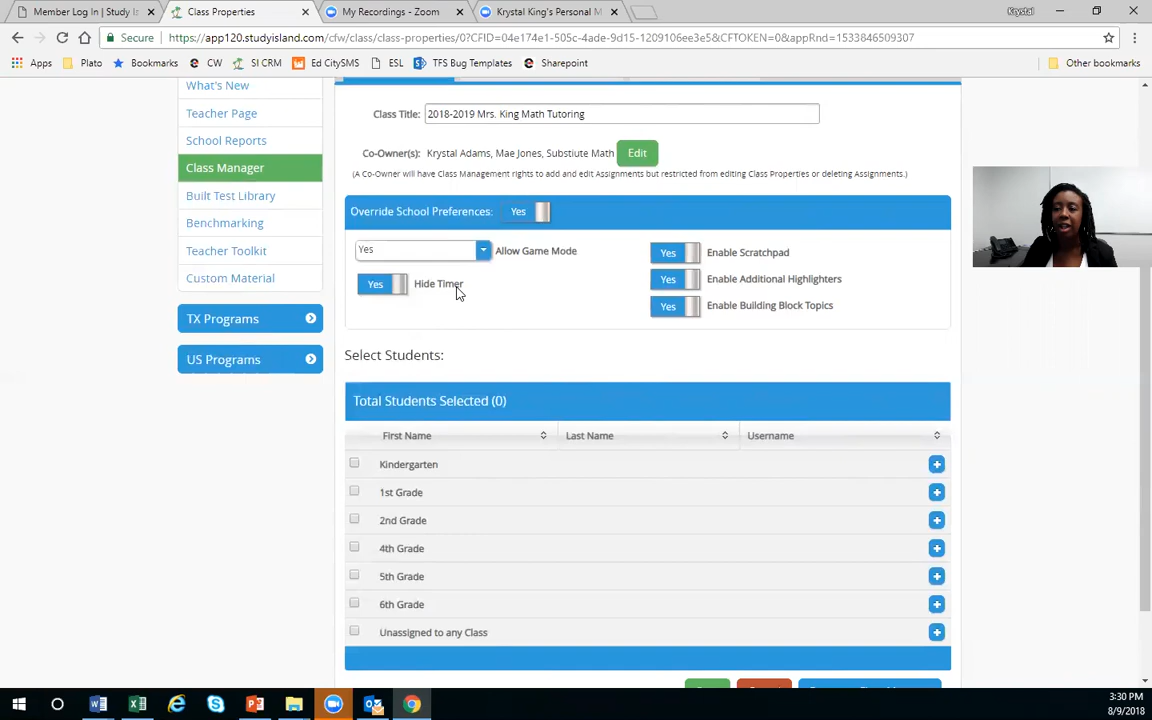 Member Log In | Study Is
Class Properties
My Recordings - Zoom
Krystal King's Personal M
Krystal
Secure
https://app120.studyisland.com/cfw/class/class-properties/0?CFID=04e174e1-505c-4ade-9d15-1209106ee3e5&CFTOKEN=0&appRnd=1533846509307
Apps
Plato
Bookmarks
CW
SI CRM
Ed CitySMS
ESL
TFS Bug Templates
Sharepoint
Other bookmarks
What's New
Teacher Page
School Reports
Class Manager
Built Test Library
Benchmarking
Teacher Toolkit
Custom Material
TX Programs
US Programs
Class Title: 2018-2019 Mrs. King Math Tutoring
Co-Owner(s): Krystal Adams, Mae Jones, Substiute Math Edit
(A Co-Owner will have Class Management rights to add and edit Assignments but restricted from editing Class Properties or deleting Assignments.)
Override School Preferences: Yes
Yes Allow Game Mode
Yes Enable Scratchpad
Yes Hide Timer
Yes Enable Additional Highlighters
Yes Enable Building Block Topics
Select Students:
Total Students Selected (0)
First Name Last Name Username
Kindergarten
1st Grade
2nd Grade
4th Grade
5th Grade
6th Grade
Unassigned to any Class
3:30 PM
8/9/2018